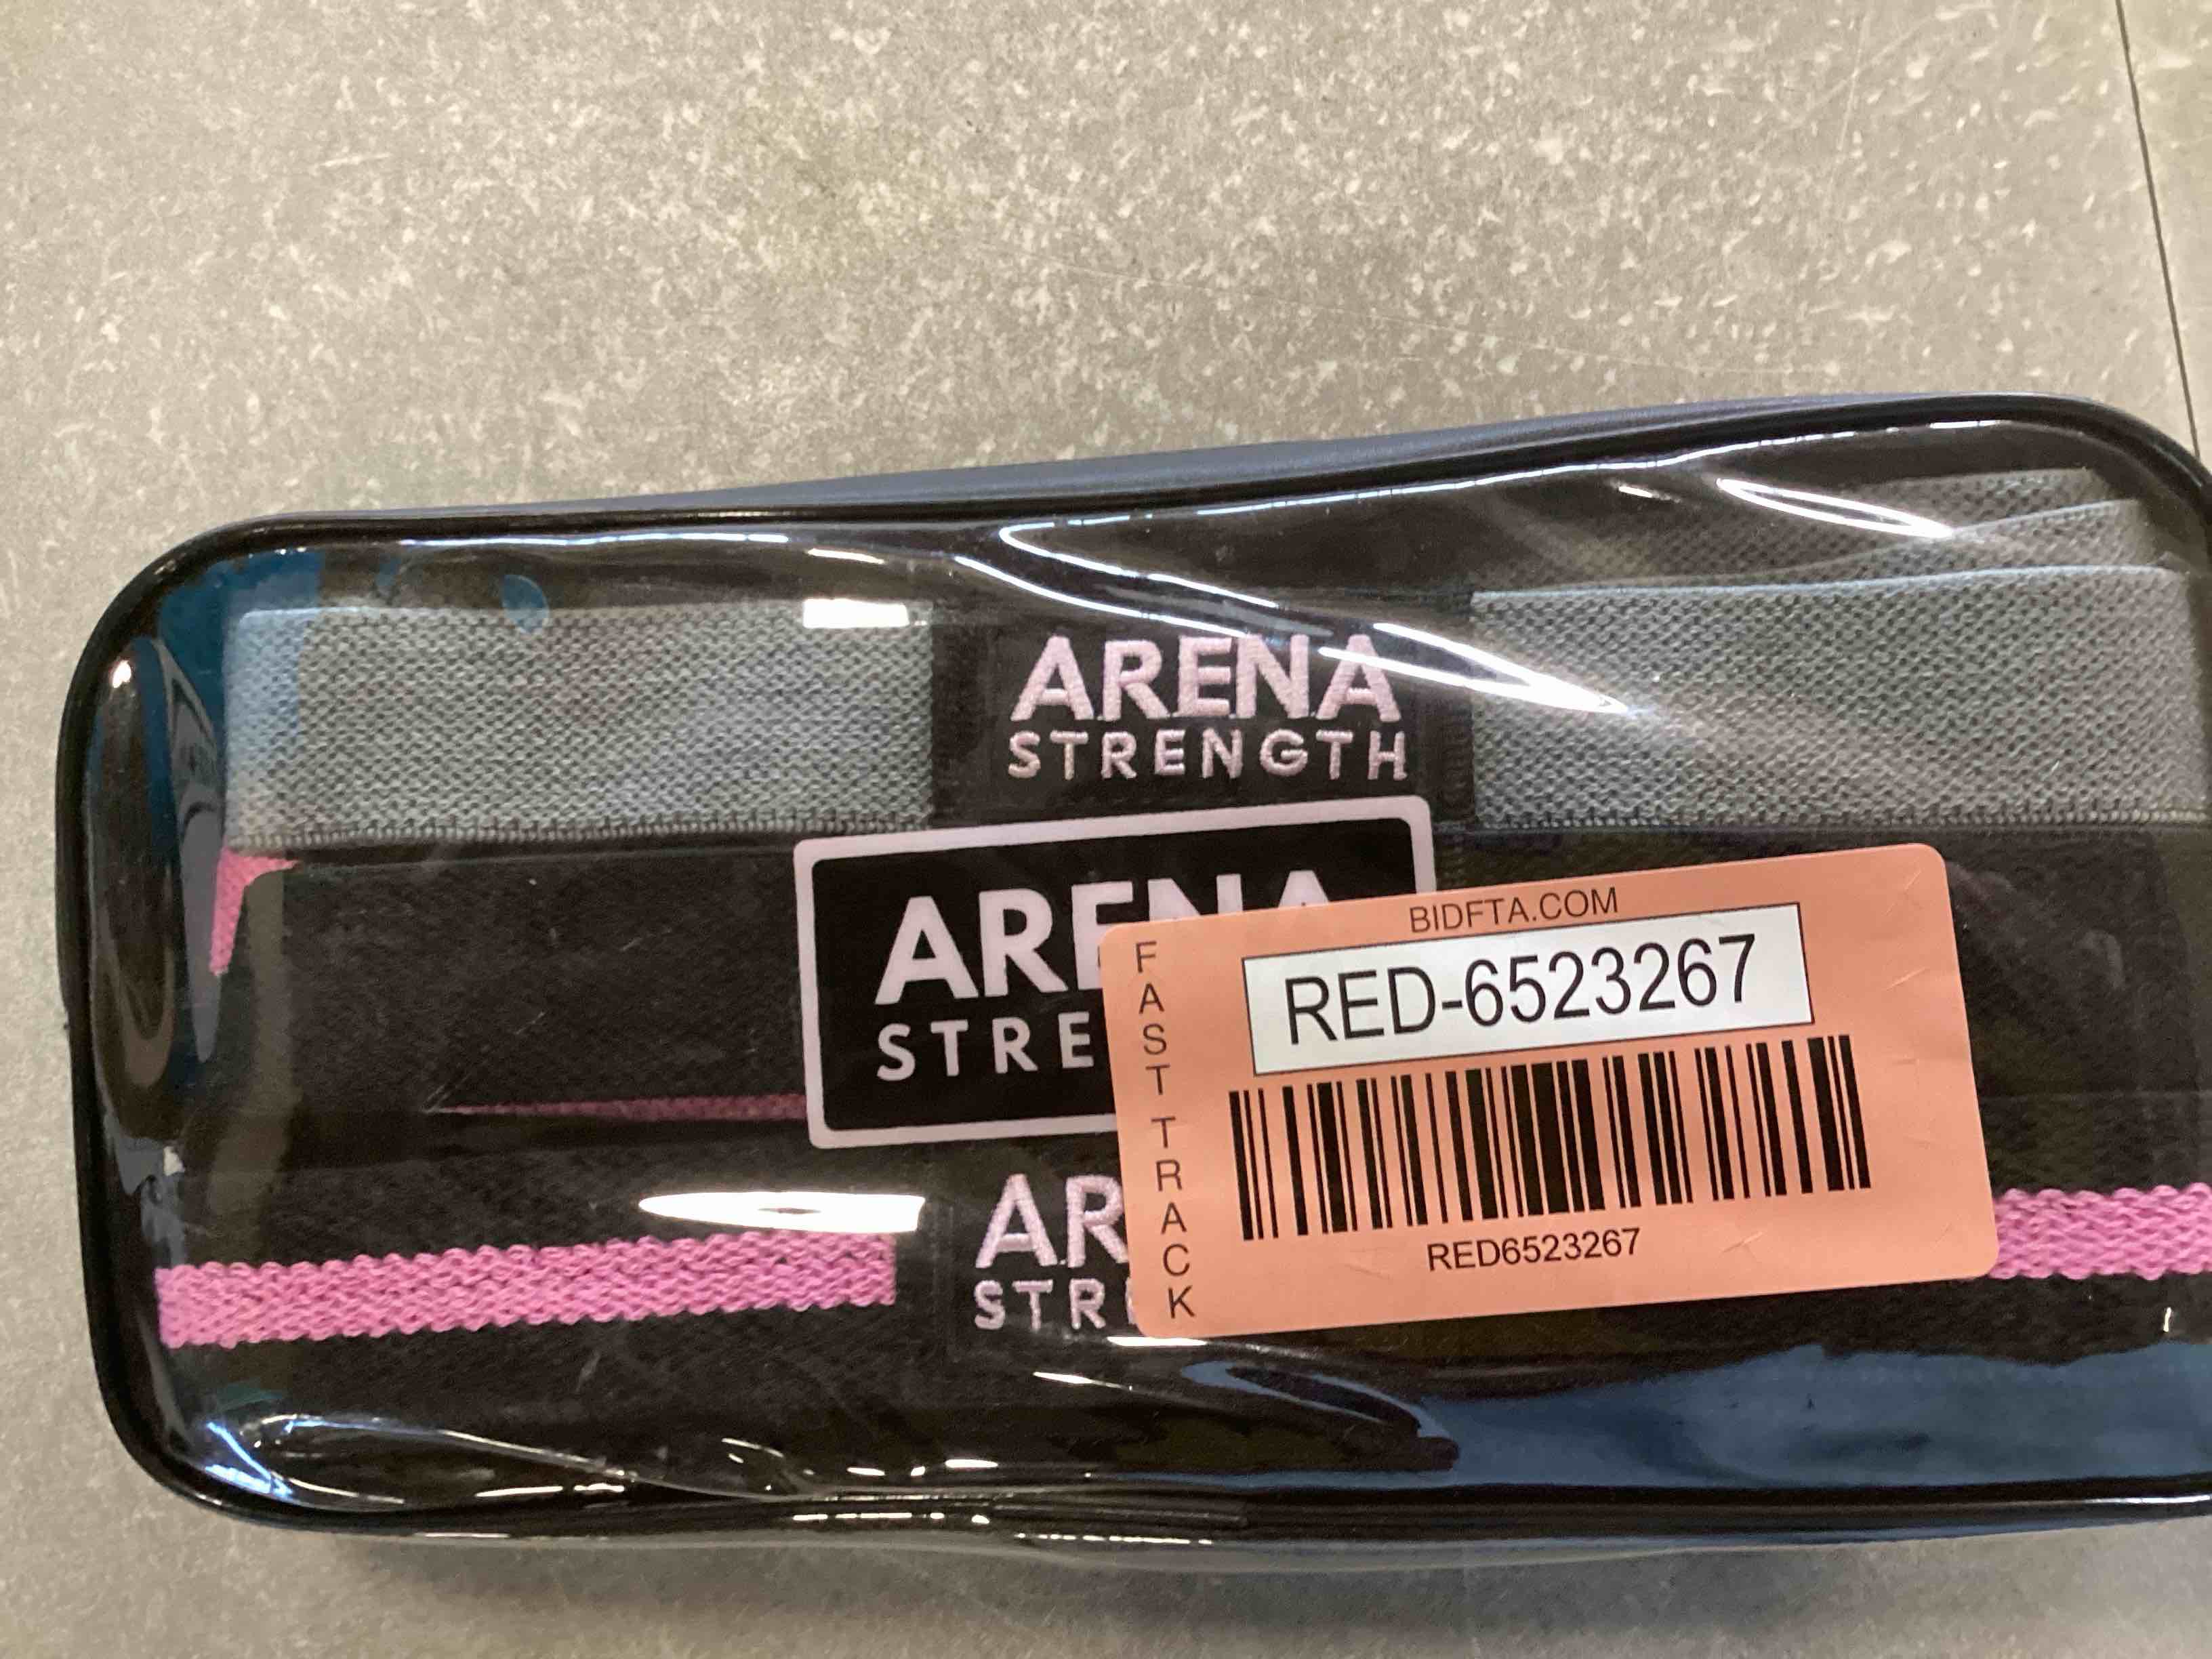 ARENA
STRENGTH
ARENA
STRE
BIDFTA.COM
FAST TRACK
RED-6523267
RED6523267
AR
STR